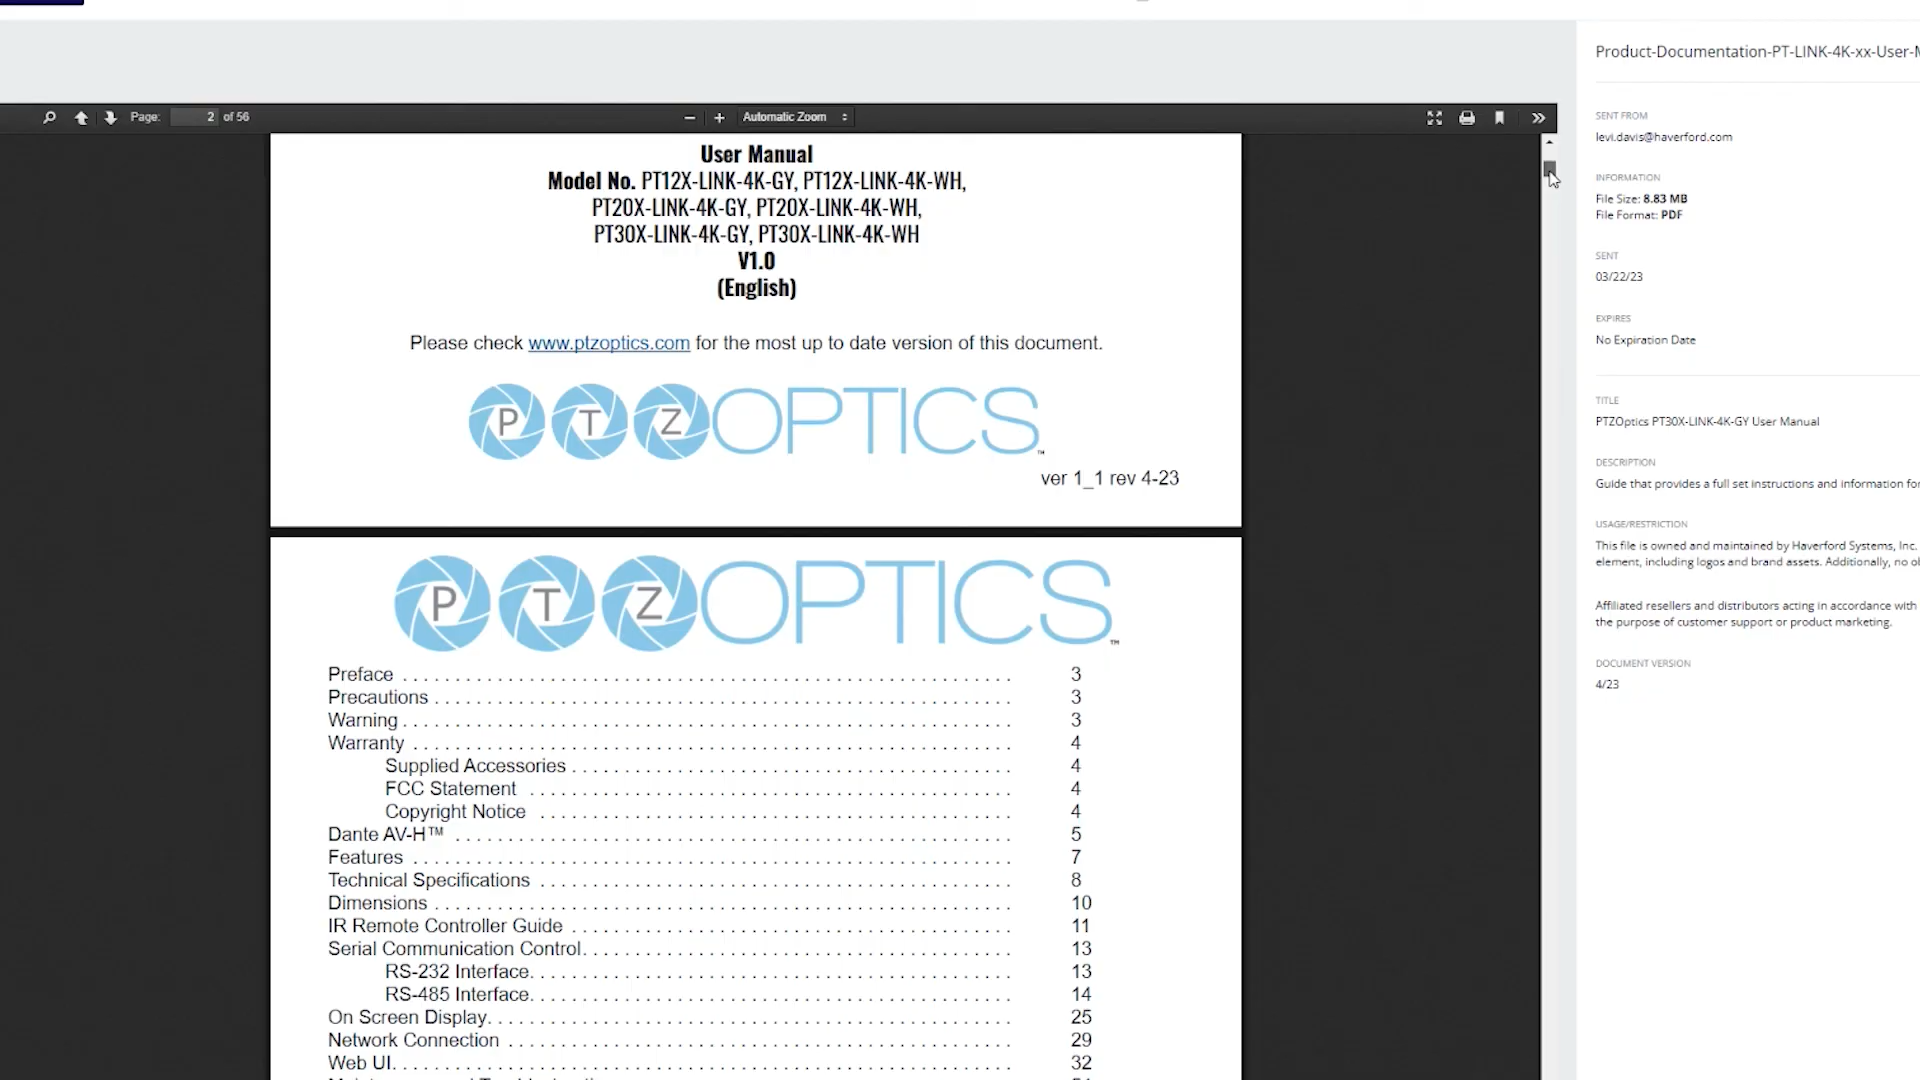 Product-Documentation-PT-LINK-4K-xx-User-
Page: 2 of 56
Automatic Zoom
User Manual
Model No. PT12X-LINK-4K-GY, PT12X-LINK-4K-WH,
PT20X-LINK-4K-GY, PT20X-LINK-4K-WH,
PT30X-LINK-4K-GY, PT30X-LINK-4K-WH
V1.0
(English)
Please check www.ptzoptics.com for the most up to date version of this document.
PTZOPTICS™
ver 1_1 rev 4-23
PTZOPTICS™
Preface . . . . . . . . . . 3
Precautions . . . . . . . . . . 3
Warning . . . . . . . . . . 3
Warranty . . . . . . . . . . 4
Supplied Accessories . . . . . . . . . . 4
FCC Statement . . . . . . . . . . 4
Copyright Notice . . . . . . . . . . 4
Dante AV-H™ . . . . . . . . . . 5
Features . . . . . . . . . . 7
Technical Specifications . . . . . . . . . . 8
Dimensions . . . . . . . . . . 10
IR Remote Controller Guide . . . . . . . . . . 11
Serial Communication Control. . . . . . . . . . 13
RS-232 Interface. . . . . . . . . . 13
RS-485 Interface. . . . . . . . . . 14
On Screen Display. . . . . . . . . . 25
Network Connection . . . . . . . . . . 29
Web UI. . . . . . . . . . 32
SENT FROM
levi.davis@haverford.com
INFORMATION
File Size: 8.83 MB
File Format: PDF
SENT
03/22/23
EXPIRES
No Expiration Date
TITLE
PTZOptics PT30X-LINK-4K-GY User Manual
DESCRIPTION
Guide that provides a full set instructions and information for
USAGE/RESTRICTION
This file is owned and maintained by Haverford Systems, Inc.
element, including logos and brand assets. Additionally, no
Affiliated resellers and distributors acting in accordance with
the purpose of customer support or product marketing.
DOCUMENT VERSION
4/23